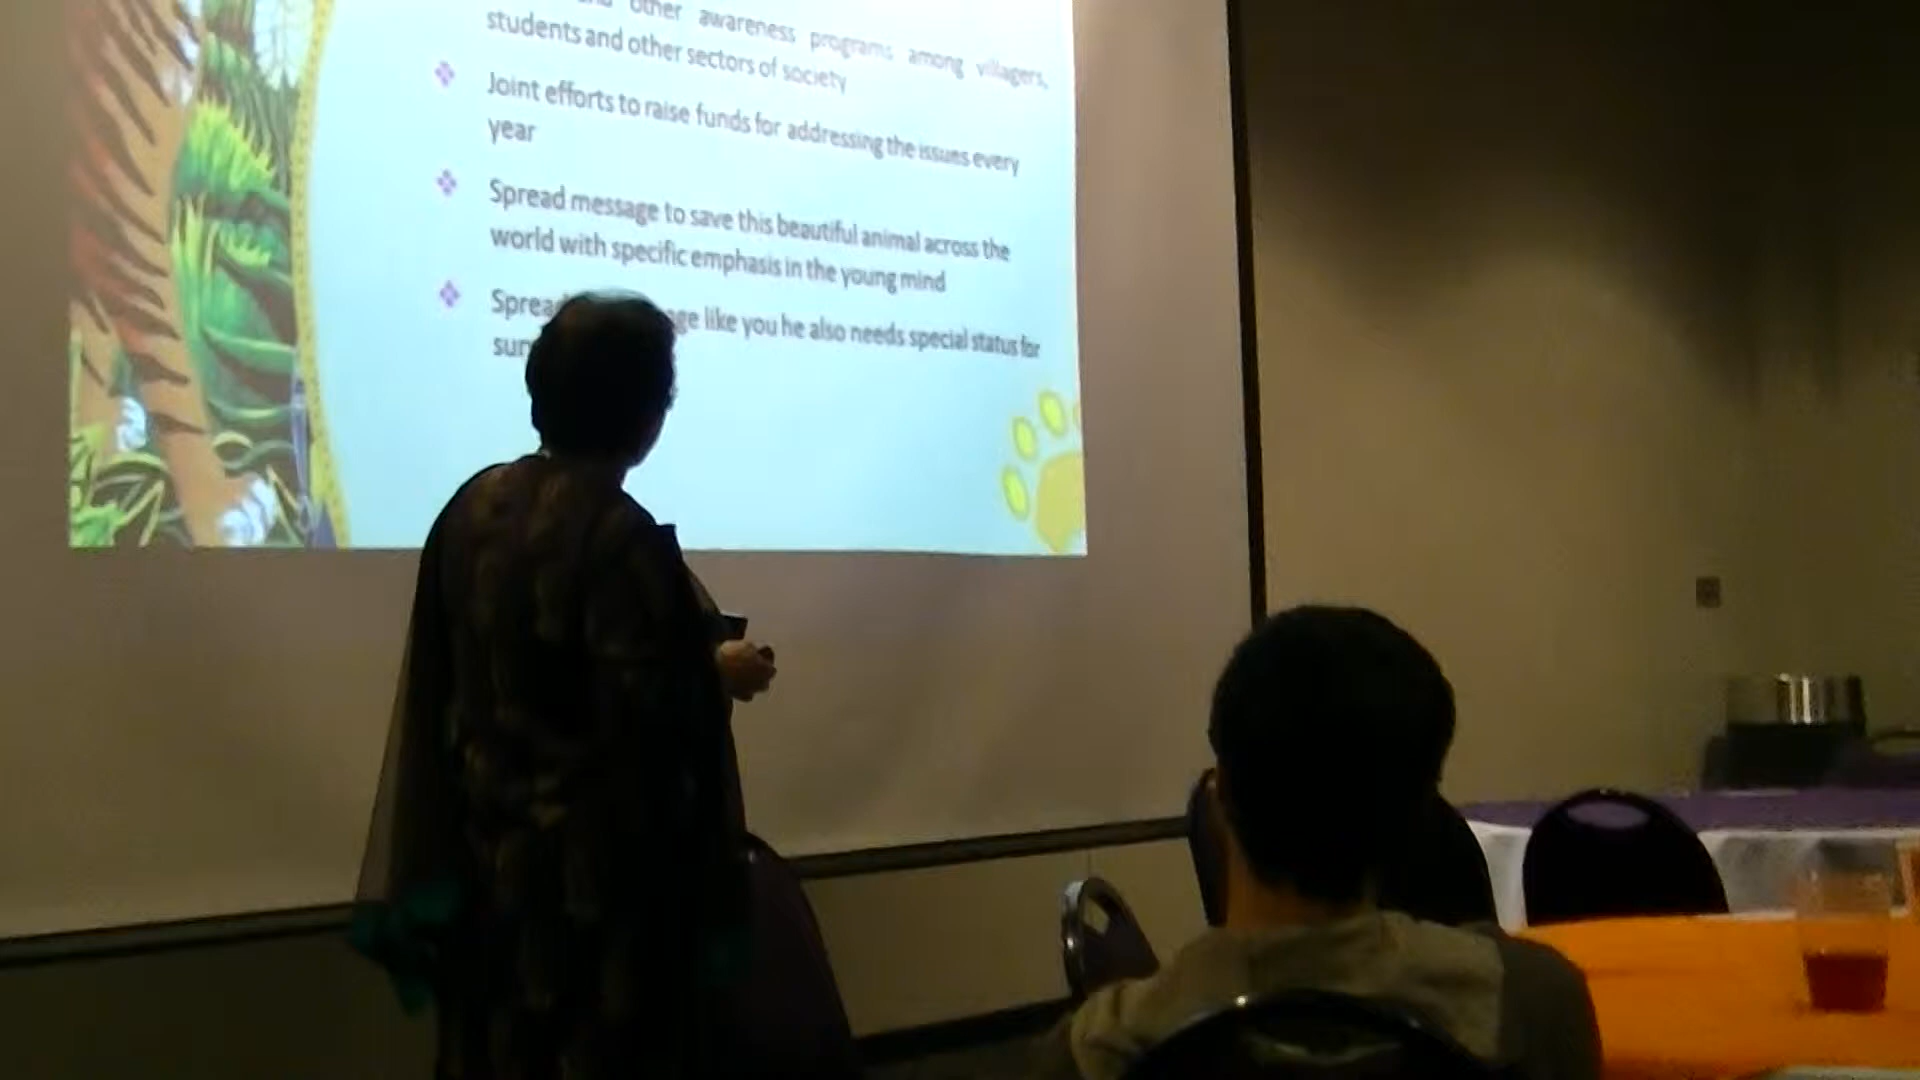 other awareness programs among villagers,
students and other sectors of society
Joint efforts to raise funds for addressing the issues every
year
Spread message to save this beautiful animal across the
world with specific emphasis in the young mind
like you he also needs special status for